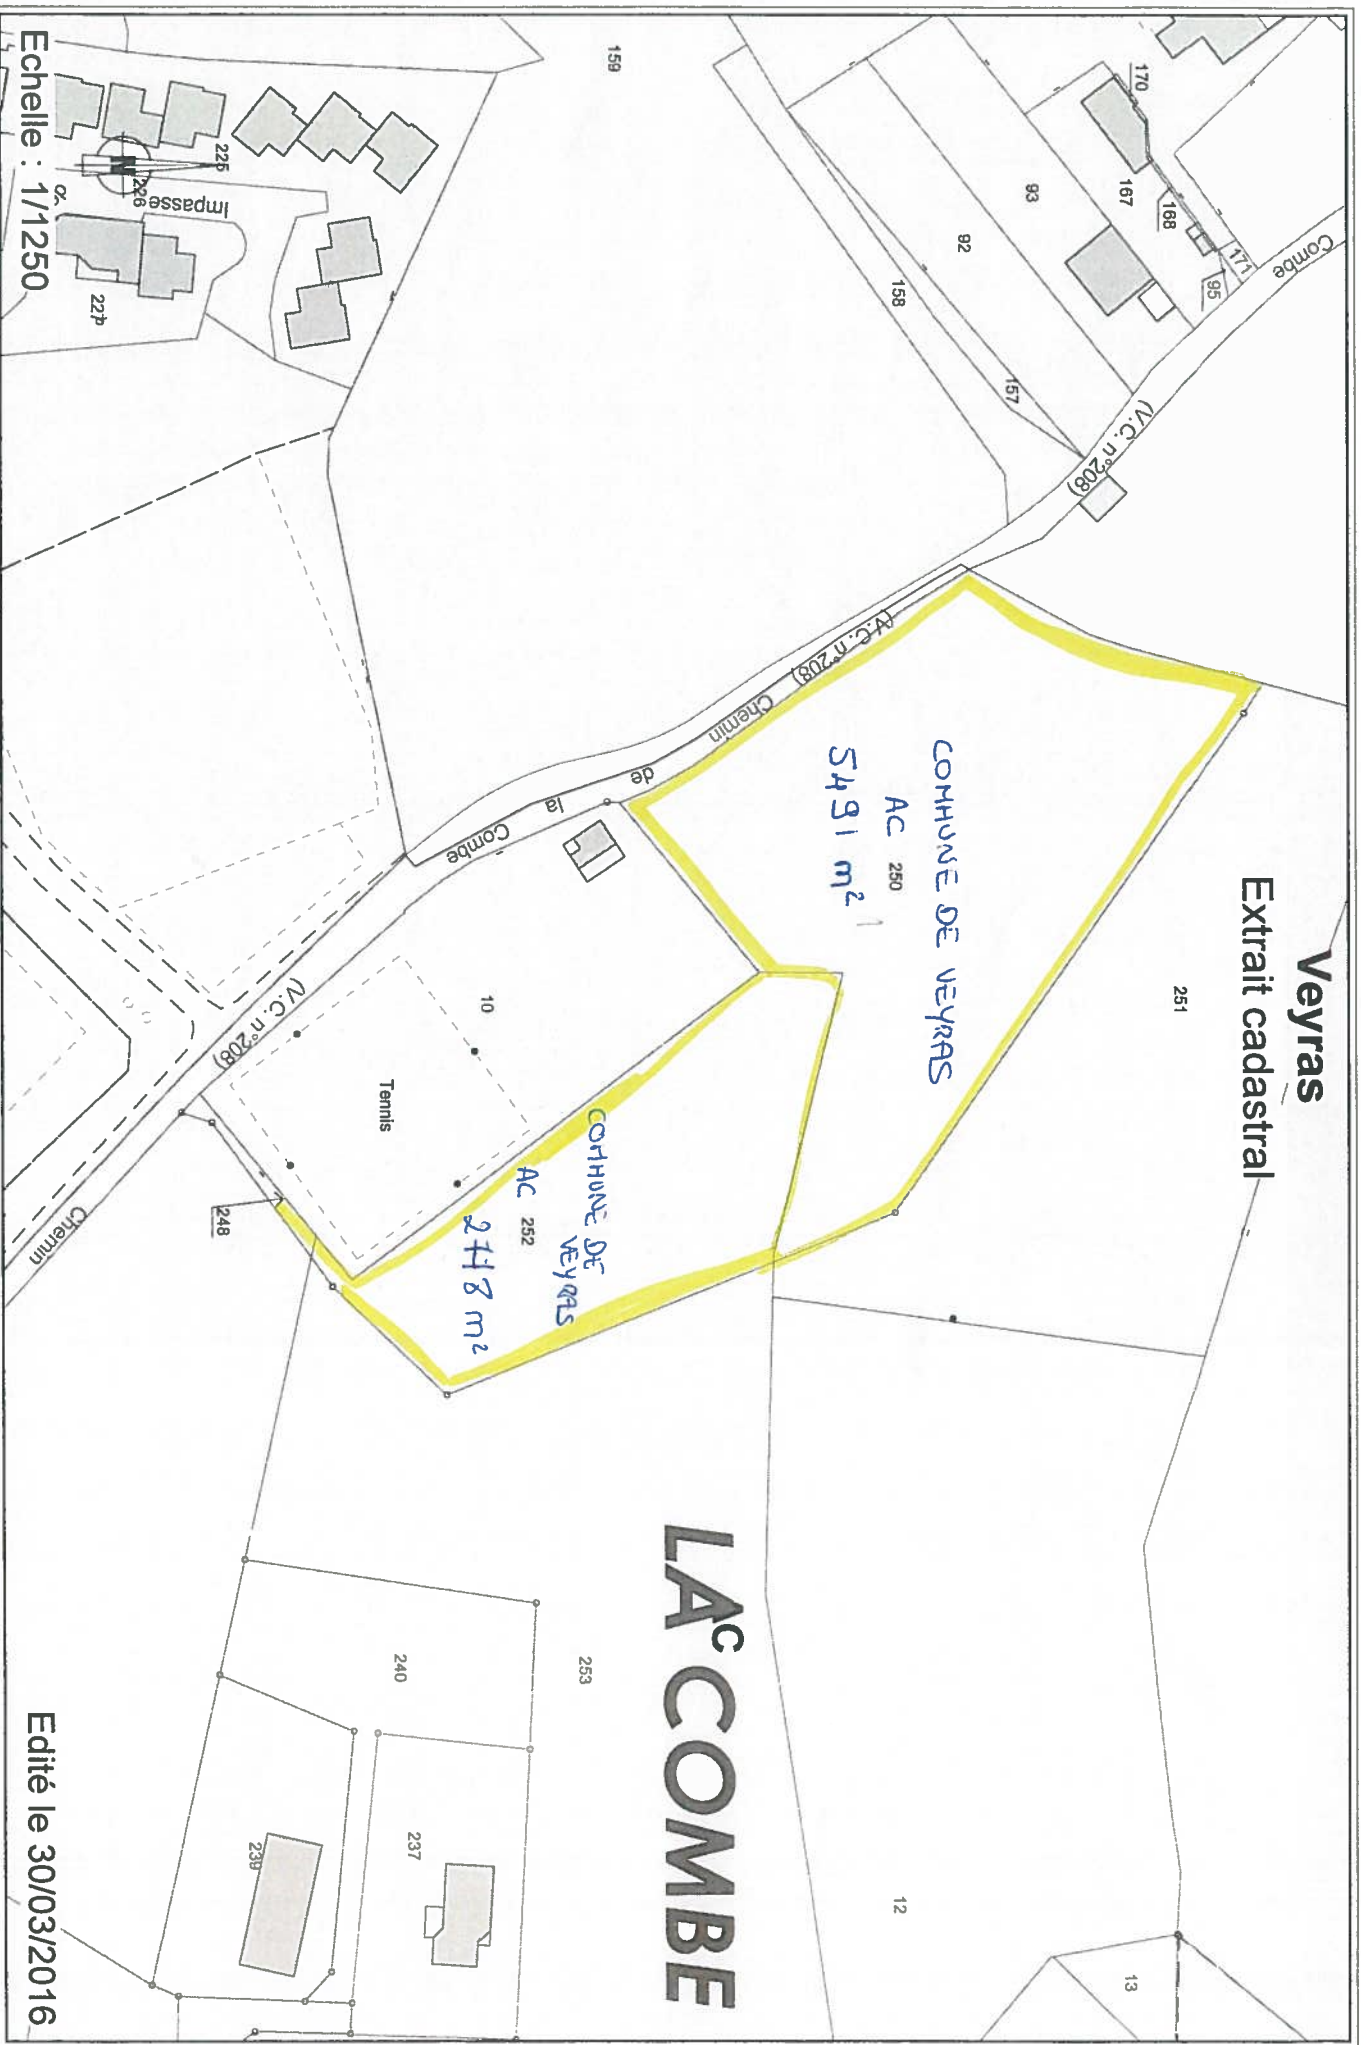 Veyras
Extrait cadastral
251
COMMUNE DE VEYRAS
AC 250
5491 m²
COMMUNE DE
VEYRAS
AC 252
2718 m²
LA COMBE
AC
Combe
171
95
168
170
167
93
92
(V.C. n°208)
157
158
159
(V.C. n°208)
Chemin
de
la
Combe
10
Tennis
(V.C. n°208)
248
Chemin
12
13
253
240
237
239
225
226
Impasse
227
N
Echelle : 1/1250
Edité le 30/03/2016